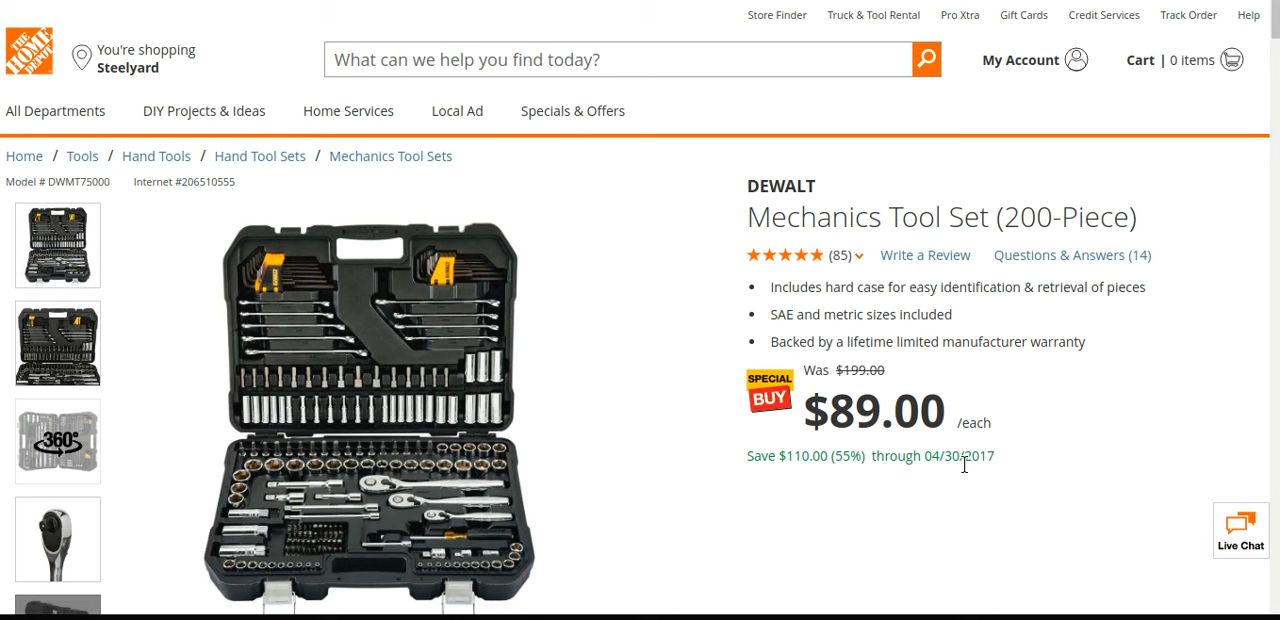 Store Finder Truck & Tool Rental Pro Xtra Gift Cards Credit Services Track Order Help
THE HOME DEPOT
You're shopping
Steelyard
What can we help you find today?
My Account
Cart | 0 items
All Departments DIY Projects & Ideas Home Services Local Ad Specials & Offers
Home / Tools / Hand Tools / Hand Tool Sets / Mechanics Tool Sets
Model # DWMT75000 Internet #206510555
DEWALT
Mechanics Tool Set (200-Piece)
(85) Write a Review Questions & Answers (14)
• Includes hard case for easy identification & retrieval of pieces
• SAE and metric sizes included
• Backed by a lifetime limited manufacturer warranty
SPECIAL
BUY
Was $199.00
$89.00 /each
Save $110.00 (55%) through 04/30/2017
360°
Live Chat